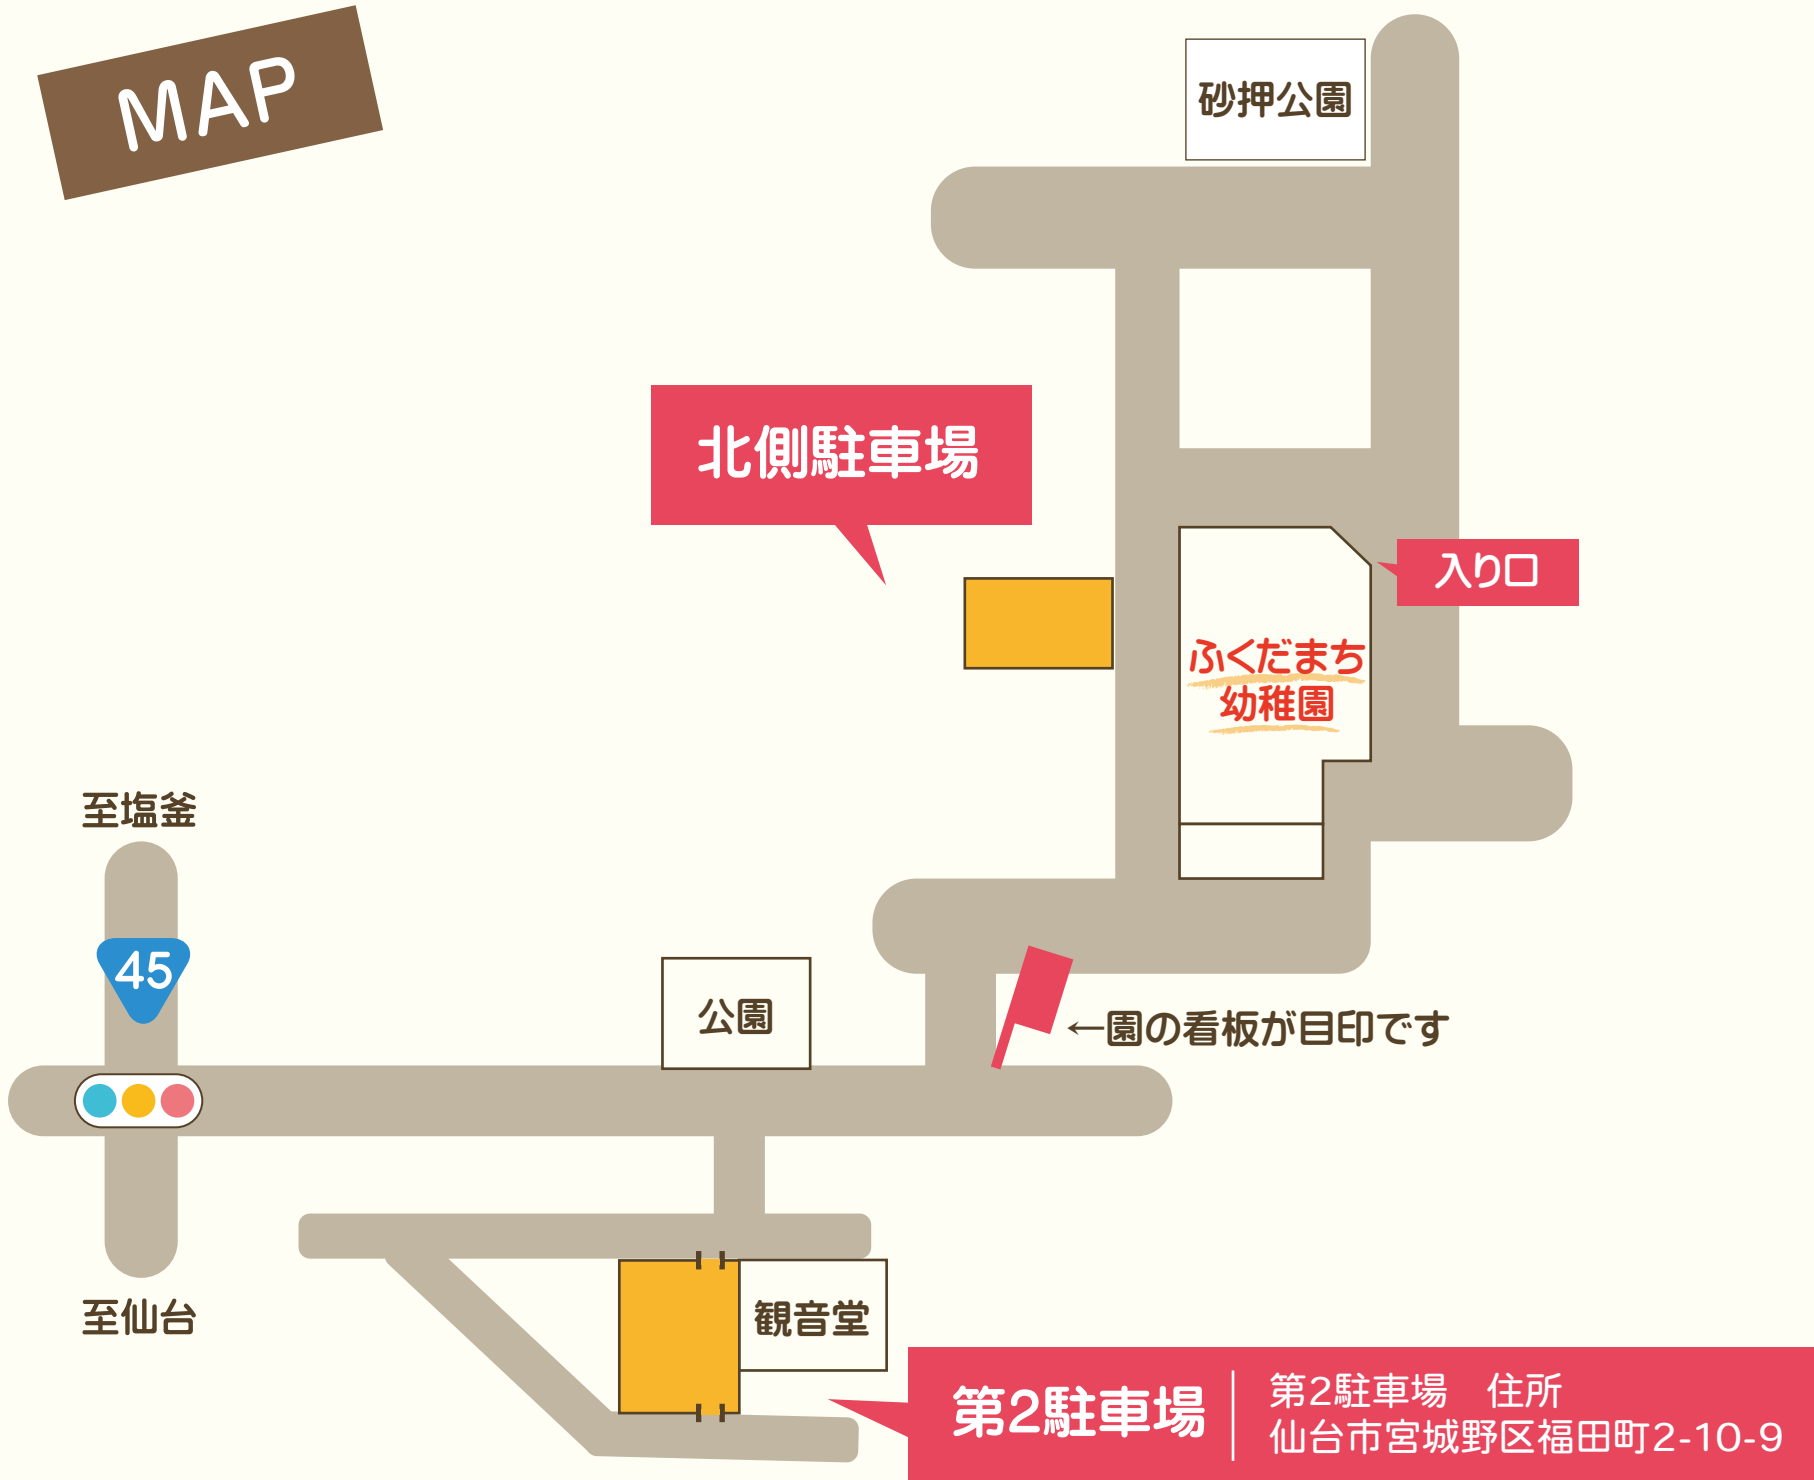 MAP
砂押公園
北側駐車場
入り口
ふくだまち
幼稚園
至塩釜
45
公園
←園の看板が目印です
至仙台
観音堂
第2駐車場
第2駐車場　住所
仙台市宮城野区福田町2-10-9